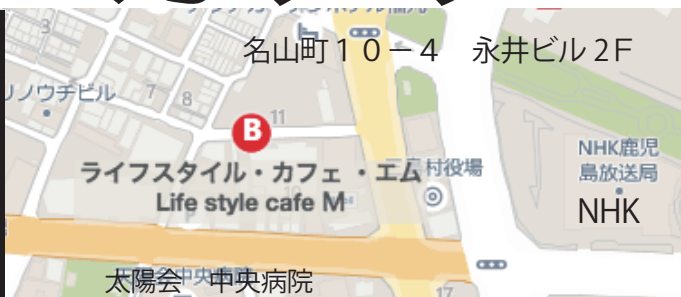 名山町１０－４　永井ビル 2F
リノウチビル
7
8
11
B
ライフスタイル・カフェ・エム
村役場
Life style cafe M
NHK鹿児
島放送局
NHK
太陽会　中央病院
17